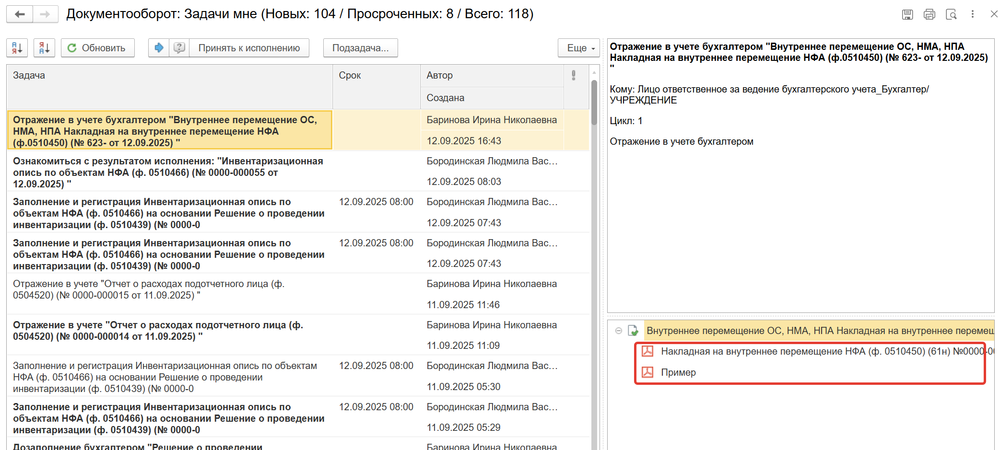 Документооборот: Задачи мне (Новых: 104 / Просроченных: 8 / Всего: 118)
Обновить
Принять к исполнению
Подзадача...
Еще
Задача
Срок
Автор
Создана
Отражение в учете бухгалтером "Внутреннее перемещение ОС,
НМА, НПА Накладная на внутреннее перемещение НФА
(ф.0510450) (№ 623- от 12.09.2025) "
Баринова Ирина Николаевна
12.09.2025 16:43
Ознакомиться с результатом исполнения: "Инвентаризационная
опись по объектам НФА (ф. 0510466) (№ 0000-000055 от
12.09.2025) "
Бородинская Людмила Вас...
12.09.2025 08:03
Заполнение и регистрация Инвентаризационная опись по
объектам НФА (ф. 0510466) на основании Решение о проведении
инвентаризации (ф. 0510439) (№ 0000-0
12.09.2025 08:00
Бородинская Людмила Вас...
12.09.2025 07:43
Заполнение и регистрация Инвентаризационная опись по
объектам НФА (ф. 0510466) на основании Решение о проведении
инвентаризации (ф. 0510439) (№ 0000-0
12.09.2025 08:00
Бородинская Людмила Вас...
12.09.2025 07:43
Отражение в учете "Отчет о расходах подотчетного лица (ф.
0504520) (№ 0000-000015 от 11.09.2025) "
Баринова Ирина Николаевна
11.09.2025 11:46
Отражение в учете "Отчет о расходах подотчетного лица (ф.
0504520) (№ 0000-000014 от 11.09.2025) "
Баринова Ирина Николаевна
11.09.2025 11:09
Заполнение и регистрация Инвентаризационная опись по объектам
НФА (ф. 0510466) на основании Решение о проведении
инвентаризации (ф. 0510439) (№ 0000-0
12.09.2025 08:00
Бородинская Людмила Вас...
11.09.2025 05:30
Заполнение и регистрация Инвентаризационная опись по
объектам НФА (ф. 0510466) на основании Решение о проведении
инвентаризации (ф. 0510439) (№ 0000-0
12.09.2025 08:00
Бородинская Людмила Вас...
11.09.2025 05:29
Дозаполнение бухгалтером "Решение о проведении
Баринова Ирина Николаевна
Отражение в учете бухгалтером "Внутреннее перемещение ОС, НМА, НПА
Накладная на внутреннее перемещение НФА (ф.0510450) (№ 623- от 12.09.2025)
"
Кому: Лицо ответственное за ведение бухгалтерского учета_Бухгалтер/
УЧРЕЖДЕНИЕ
Цикл: 1
Отражение в учете бухгалтером
Внутреннее перемещение ОС, НМА, НПА Накладная на внутреннее перемещ
Накладная на внутреннее перемещение НФА (ф. 0510450) (61н) №0000-00
Пример